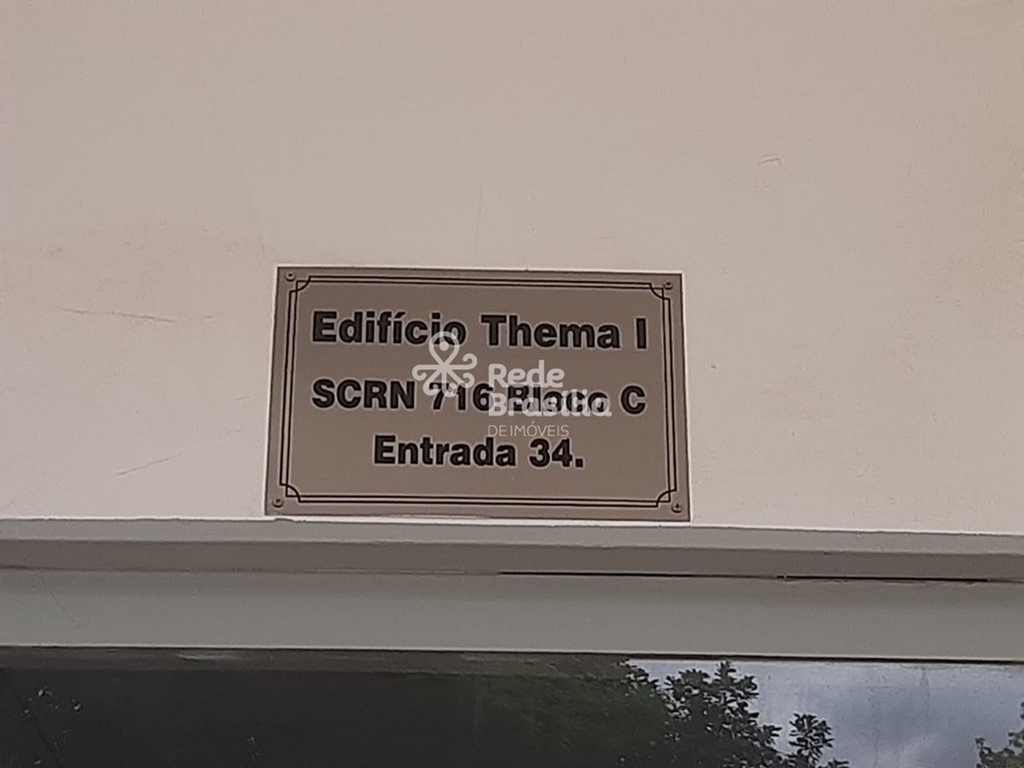 Edifício Thema I
SCRN 716 Bloco C
Entrada 34.
Rede
Brasília
DE IMÓVEIS